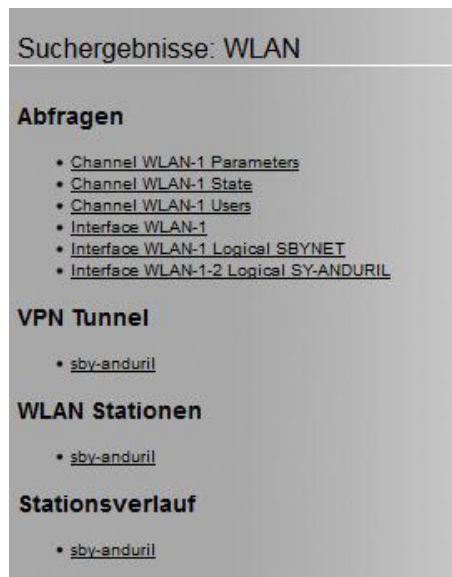 Suchergebnisse: WLAN
Abfragen
• Channel WLAN-1 Parameters
• Channel WLAN-1 State
• Channel WLAN-1 Users
• Interface WLAN-1
• Interface WLAN-1 Logical SBYNET
• Interface WLAN-1-2 Logical SY-ANDURIL
VPN Tunnel
• sby-anduril
WLAN Stationen
• sby-anduril
Stationsverlauf
• sby-anduril